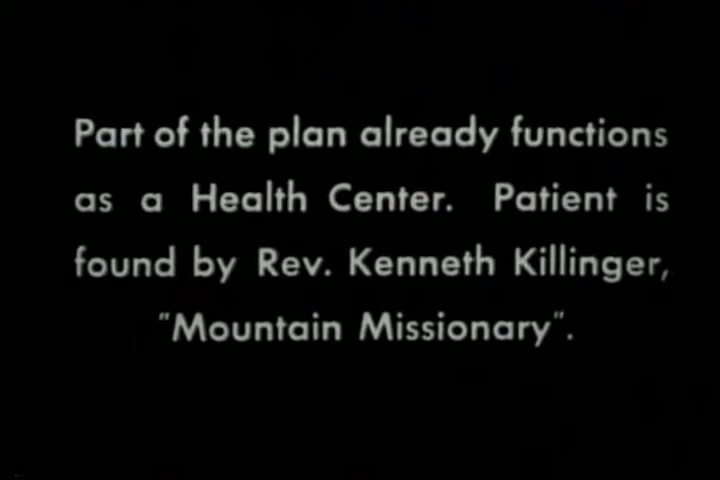 Part of the plan already functions
as a Health Center. Patient is
found by Rev. Kenneth Killinger,
"Mountain Missionary".